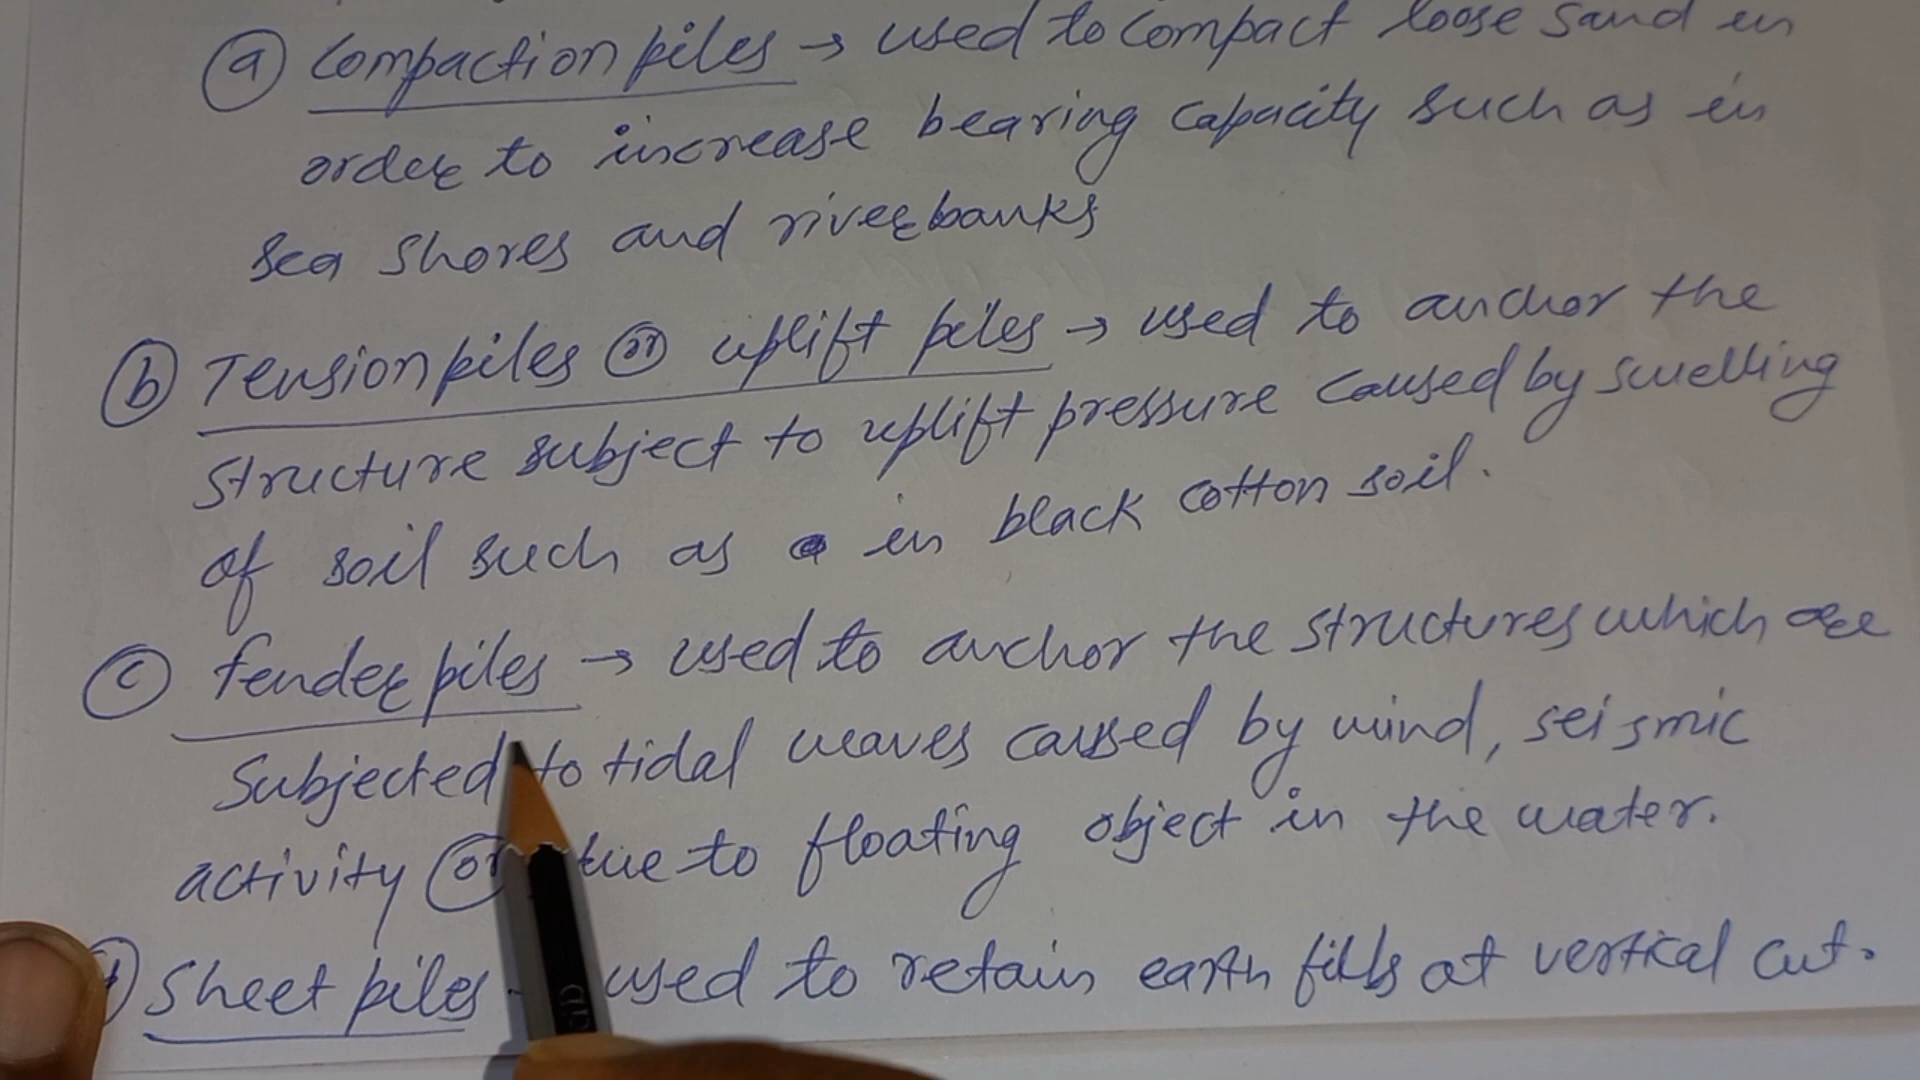 (a) Compaction piles → used to compact loose sand in
order to increase bearing capacity such as in
sea shores and riverbanks
(b) Tension piles (or) uplift piles → used to anchor the
structure subject to uplift pressure caused by swelling
of soil such as in black cotton soil.
(c) fender piles → used to anchor the structures which are
Subjected to tidal waves caused by wind, seismic
activity (or) due to floating object in the water.
(d) Sheet piles - used to retain earth fills at vertical cut.